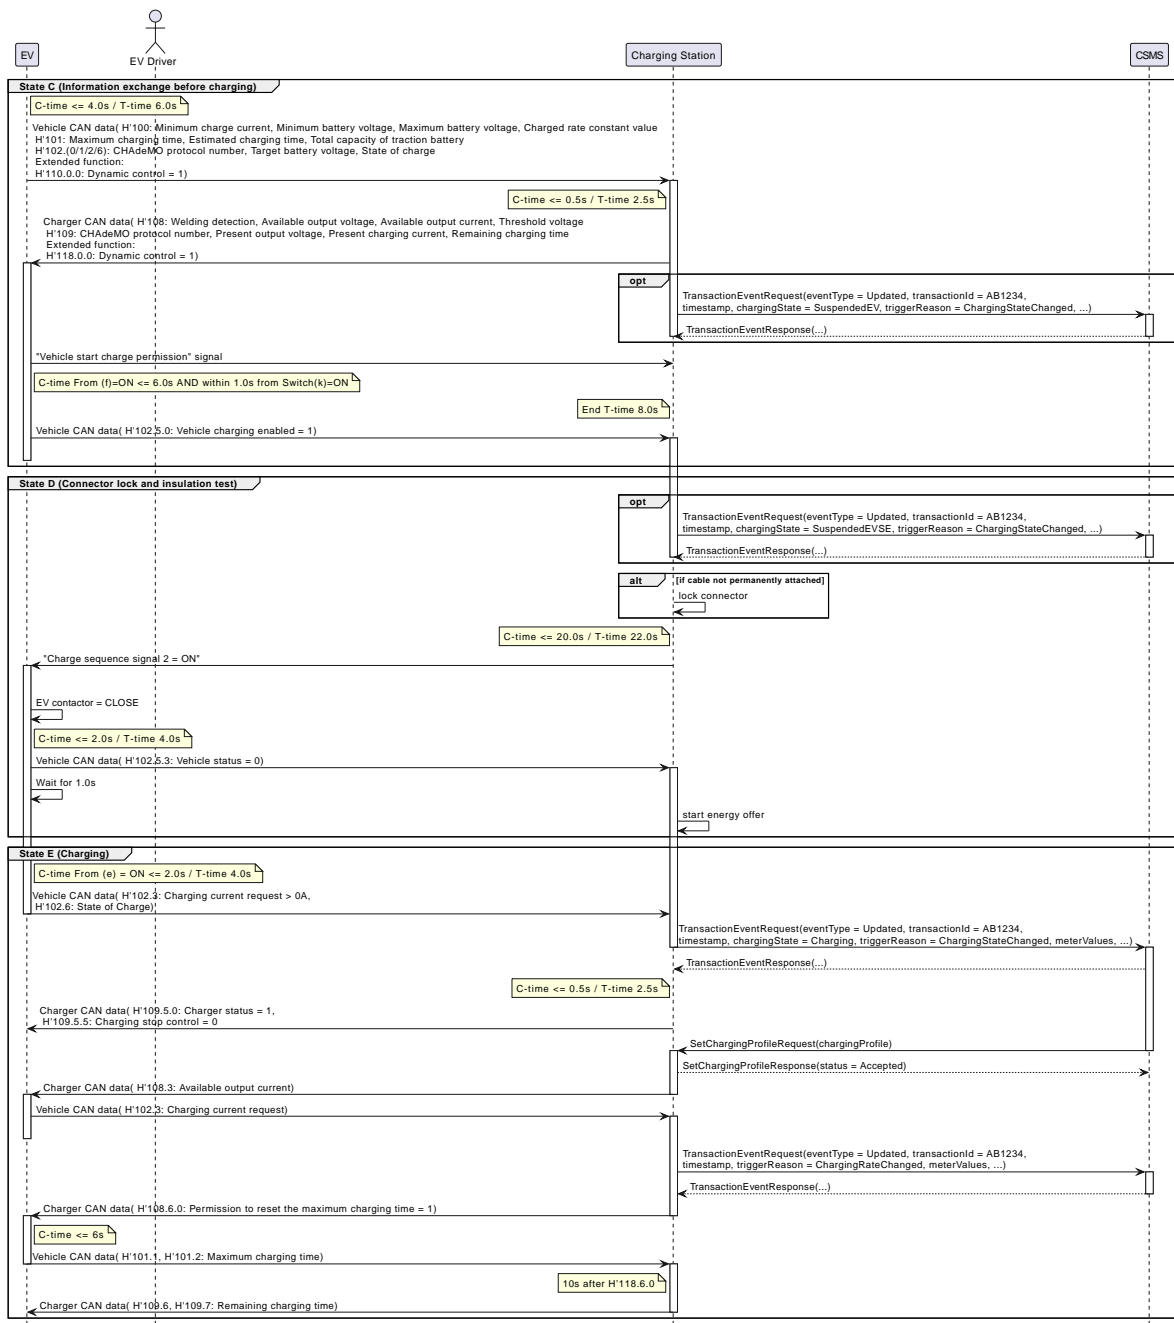 EV
EV Driver
Charging Station
CSMS
State C (Information exchange before charging)
C-time <= 4.0s / T-time 6.0s
Vehicle CAN data( H'100: Minimum charge current, Minimum battery voltage, Maximum battery voltage, Charged rate constant value
H'101: Maximum charging time, Estimated charging time, Total capacity of traction battery
H'102.(0/1/2/6): CHAdeMO protocol number, Target battery voltage, State of charge
Extended function:
H'110.0.0: Dynamic control = 1)
C-time <= 0.5s / T-time 2.5s
Charger CAN data( H'108: Welding detection, Available output voltage, Available output current, Threshold voltage
H'109: CHAdeMO protocol number, Present output voltage, Present charging current, Remaining charging time
Extended function:
H'118.0.0: Dynamic control = 1)
opt
TransactionEventRequest(eventType = Updated, transactionId = AB1234,
timestamp, chargingState = SuspendedEV, triggerReason = ChargingStateChanged, ...)
TransactionEventResponse(...)
"Vehicle start charge permission" signal
C-time From (f)=ON <= 6.0s AND within 1.0s from Switch(k)=ON
End T-time 8.0s
Vehicle CAN data( H'102.5.0: Vehicle charging enabled = 1)
State D (Connector lock and insulation test)
opt
TransactionEventRequest(eventType = Updated, transactionId = AB1234,
timestamp, chargingState = SuspendedEVSE, triggerReason = ChargingStateChanged, ...)
TransactionEventResponse(...)
alt
[if cable not permanently attached]
lock connector
C-time <= 20.0s / T-time 22.0s
"Charge sequence signal 2 = ON"
EV contactor = CLOSE
C-time <= 2.0s / T-time 4.0s
Vehicle CAN data( H'102.5.3: Vehicle status = 0)
Wait for 1.0s
start energy offer
State E (Charging)
C-time From (e) = ON <= 2.0s / T-time 4.0s
Vehicle CAN data( H'102.3: Charging current request > 0A,
H'102.6: State of Charge)
TransactionEventRequest(eventType = Updated, transactionId = AB1234,
timestamp, chargingState = Charging, triggerReason = ChargingStateChanged, meterValues, ...)
TransactionEventResponse(...)
C-time <= 0.5s / T-time 2.5s
Charger CAN data( H'109.5.0: Charger status = 1,
H'109.5.5: Charging stop control = 0
SetChargingProfileRequest(chargingProfile)
SetChargingProfileResponse(status = Accepted)
Charger CAN data( H'108.3: Available output current)
Vehicle CAN data( H'102.3: Charging current request)
TransactionEventRequest(eventType = Updated, transactionId = AB1234,
timestamp, triggerReason = ChargingRateChanged, meterValues, ...)
TransactionEventResponse(...)
Charger CAN data( H'108.6.0: Permission to reset the maximum charging time = 1)
C-time <= 6s
Vehicle CAN data( H'101.1, H'101.2: Maximum charging time)
10s after H'118.6.0
Charger CAN data( H'109.6, H'109.7: Remaining charging time)